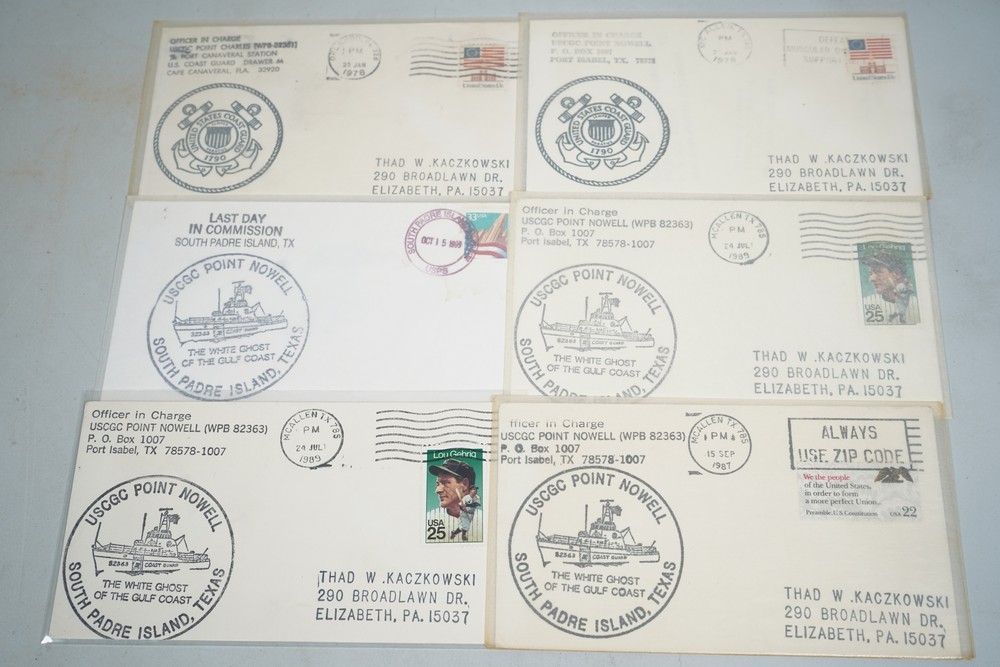 OFFICER IN CHARGE
USCGC POINT CHARLES (WPB-82361)
% PORT CANAVERAL STATION
U.S. COAST GUARD DRAWER-M
CAPE CANAVERAL, FLA. 32920
PM
27 JAN
1978
UNITED STATES COAST GUARD
1790
THAD W.KACZKOWSKI
290 BROADLAWN DR.
ELIZABETH, PA. 15037
OFFICER IN CHARGE
USCGC POINT NOWELL
P. O. BOX 1007
PORT ISABEL, TX. 78578
PM
1978
UNITED STATES COAST GUARD
1790
THAD W.KACZKOWSKI
290 BROADLAWN DR.
ELIZABETH, PA. 15037
LAST DAY
IN COMMISSION
SOUTH PADRE ISLAND, TX
SOUTH PADRE ISLAND
OCT 15 1999
USPS
33 USA
USCGC POINT NOWELL
82363 COAST GUARD
THE WHITE GHOST
OF THE GULF COAST
SOUTH PADRE ISLAND, TEXAS
Officer in Charge
USCGC POINT NOWELL (WPB 82363)
P. O. Box 1007
Port Isabel, TX 78578-1007
MCALLEN TX 785
PM
24 JUL
1989
USA
25
USCGC POINT NOWELL
82363 COAST GUARD
THE WHITE GHOST
OF THE GULF COAST
SOUTH PADRE ISLAND, TEXAS
THAD W.KACZKOWSKI
290 BROADLAWN DR.
ELIZABETH, PA. 15037
Officer in Charge
USCGC POINT NOWELL (WPB 82363)
P. O. Box 1007
Port Isabel, TX 78578-1007
MCALLEN TX 785
PM
24 JUL
1989
Lou Gehrig
USA
25
USCGC POINT NOWELL
82363 COAST GUARD
THE WHITE GHOST
OF THE GULF COAST
SOUTH PADRE ISLAND, TEXAS
THAD W.KACZKOWSKI
290 BROADLAWN DR.
ELIZABETH, PA. 15037
fficer in Charge
USCGC POINT NOWELL (WPB 82363)
P. O. Box 1007
Port Isabel, TX 78578-1007
MCALLEN TX 785
PM
15 SEP
1987
ALWAYS
USE ZIP CODE
We the people
of the United States,
in order to form
a more perfect Union...
Preamble, U.S. Constitution USA 22
USCGC POINT NOWELL
82363 COAST GUARD
THE WHITE GHOST
OF THE GULF COAST
SOUTH PADRE ISLAND, TEXAS
THAD W.KACZKOWSKI
290 BROADLAWN DR.
ELIZABETH, PA. 15037